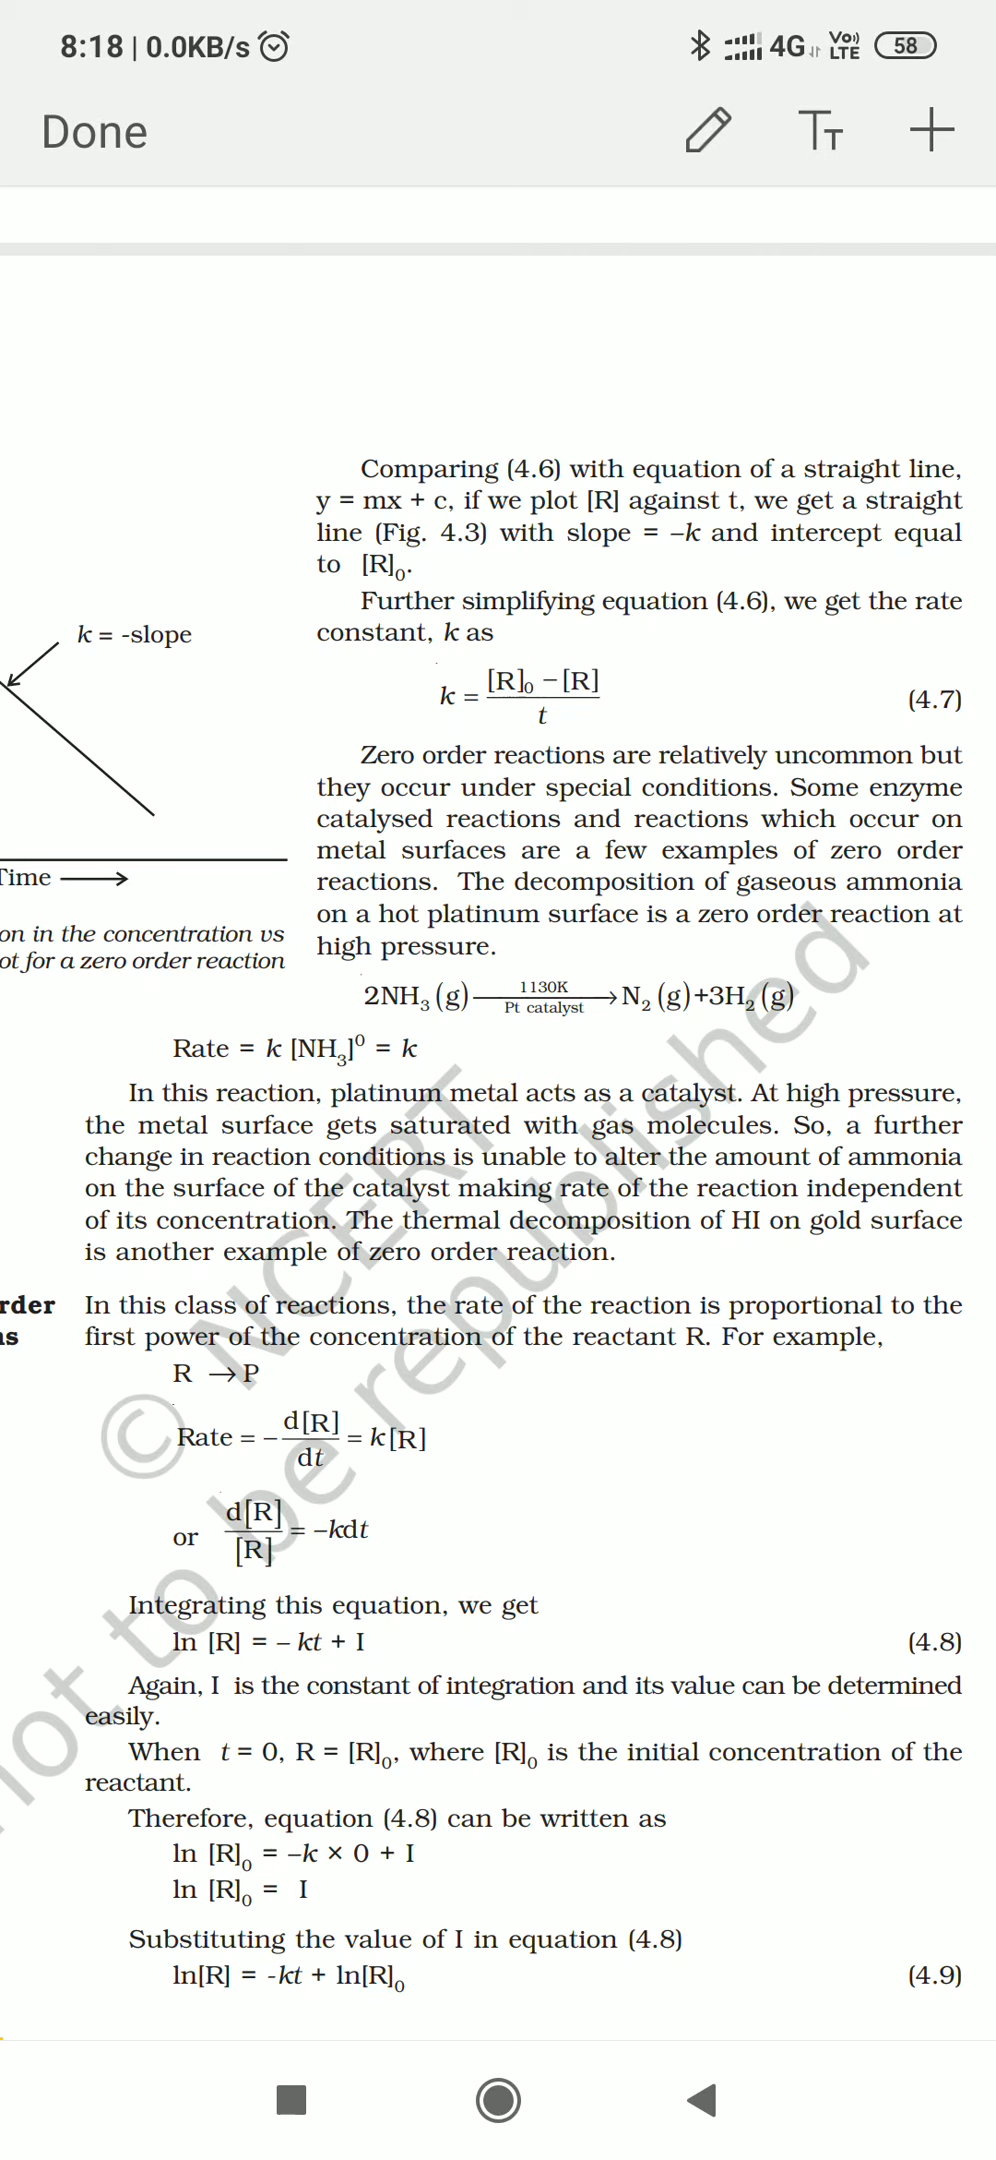 8:18 | 0.0KB/s
4G Vo)) LTE 58
Done
TT
Comparing (4.6) with equation of a straight line,
y = mx + c, if we plot [R] against t, we get a straight
line (Fig. 4.3) with slope = –k and intercept equal
to [R]₀.
Further simplifying equation (4.6), we get the rate
constant, k as
k = ([R]₀ – [R]) / t (4.7)
k = -slope
Time
on in the concentration vs
ot for a zero order reaction
Zero order reactions are relatively uncommon but
they occur under special conditions. Some enzyme
catalysed reactions and reactions which occur on
metal surfaces are a few examples of zero order
reactions. The decomposition of gaseous ammonia
on a hot platinum surface is a zero order reaction at
high pressure.
2NH₃ (g) —1130K / Pt catalyst→ N₂ (g)+3H₂ (g)
Rate = k [NH₃]⁰ = k
In this reaction, platinum metal acts as a catalyst. At high pressure,
the metal surface gets saturated with gas molecules. So, a further
change in reaction conditions is unable to alter the amount of ammonia
on the surface of the catalyst making rate of the reaction independent
of its concentration. The thermal decomposition of HI on gold surface
is another example of zero order reaction.
rder
s
In this class of reactions, the rate of the reaction is proportional to the
first power of the concentration of the reactant R. For example,
R → P
Rate = – d[R]/dt = k[R]
or d[R]/[R] = –kdt
Integrating this equation, we get
ln [R] = – kt + I (4.8)
Again, I is the constant of integration and its value can be determined
easily.
When t = 0, R = [R]₀, where [R]₀ is the initial concentration of the
reactant.
Therefore, equation (4.8) can be written as
ln [R]₀ = –k × 0 + I
ln [R]₀ = I
Substituting the value of I in equation (4.8)
ln[R] = -kt + ln[R]₀ (4.9)
© NCERT
not to be republished